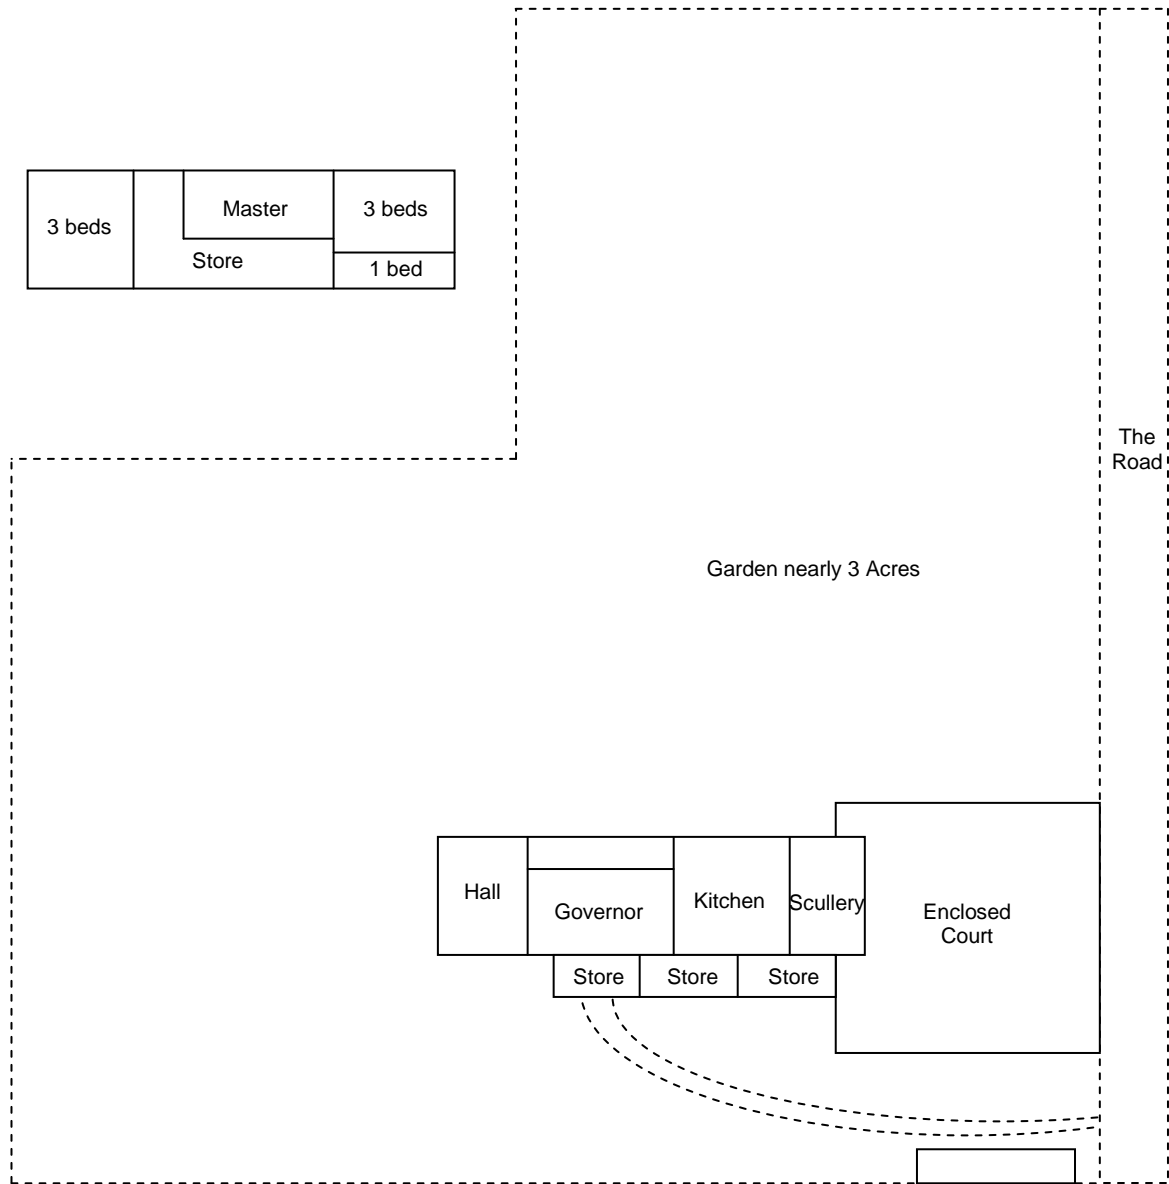 3 beds
Master
3 beds
Store
1 bed
The
Road
Garden nearly 3 Acres
Hall
Governor
Kitchen
Scullery
Enclosed
Court
Store
Store
Store